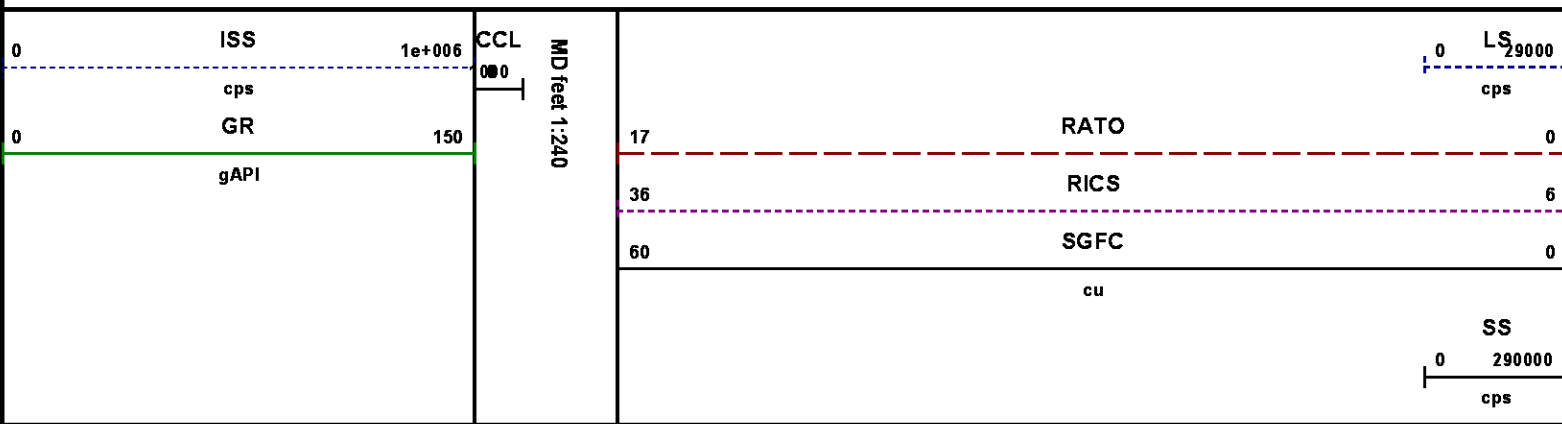 ISS
0 1e+006
cps
GR
0 150
gAPI
CCL
MD feet 1:240
LS
0 29000
cps
RATO
17 0
RICS
36 6
SGFC
60 0
cu
SS
0 290000
cps